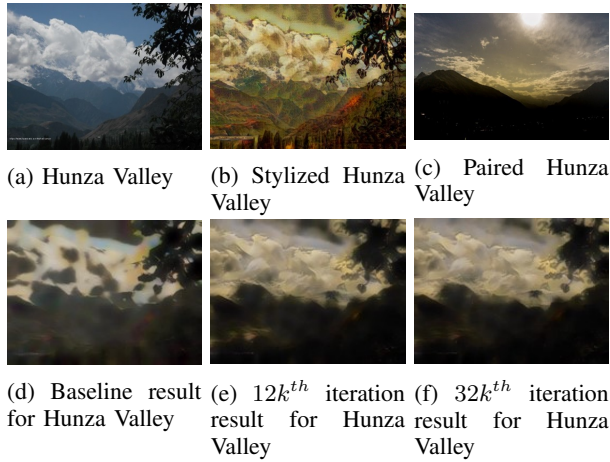 (a) Hunza Valley
(b) Stylized Hunza
Valley
(c) Paired Hunza
Valley
(d) Baseline result
for Hunza Valley
(e) 12k^{th} iteration
result for Hunza
Valley
(f) 32k^{th} iteration
result for Hunza
Valley